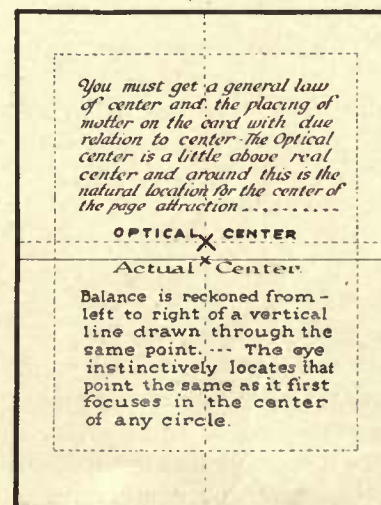 You must get a general law
of center and the placing of
matter on the card with due
relation to center - The Optical
center is a little above real
center and around this is the
natural location for the center of
the page attraction ...........
OPTICAL CENTER
Actual Center
Balance is reckoned from -
left to right of a vertical
line drawn through the
same point. --- The eye
instinctively locates that
point the same as it first
focuses in the center
of any circle.